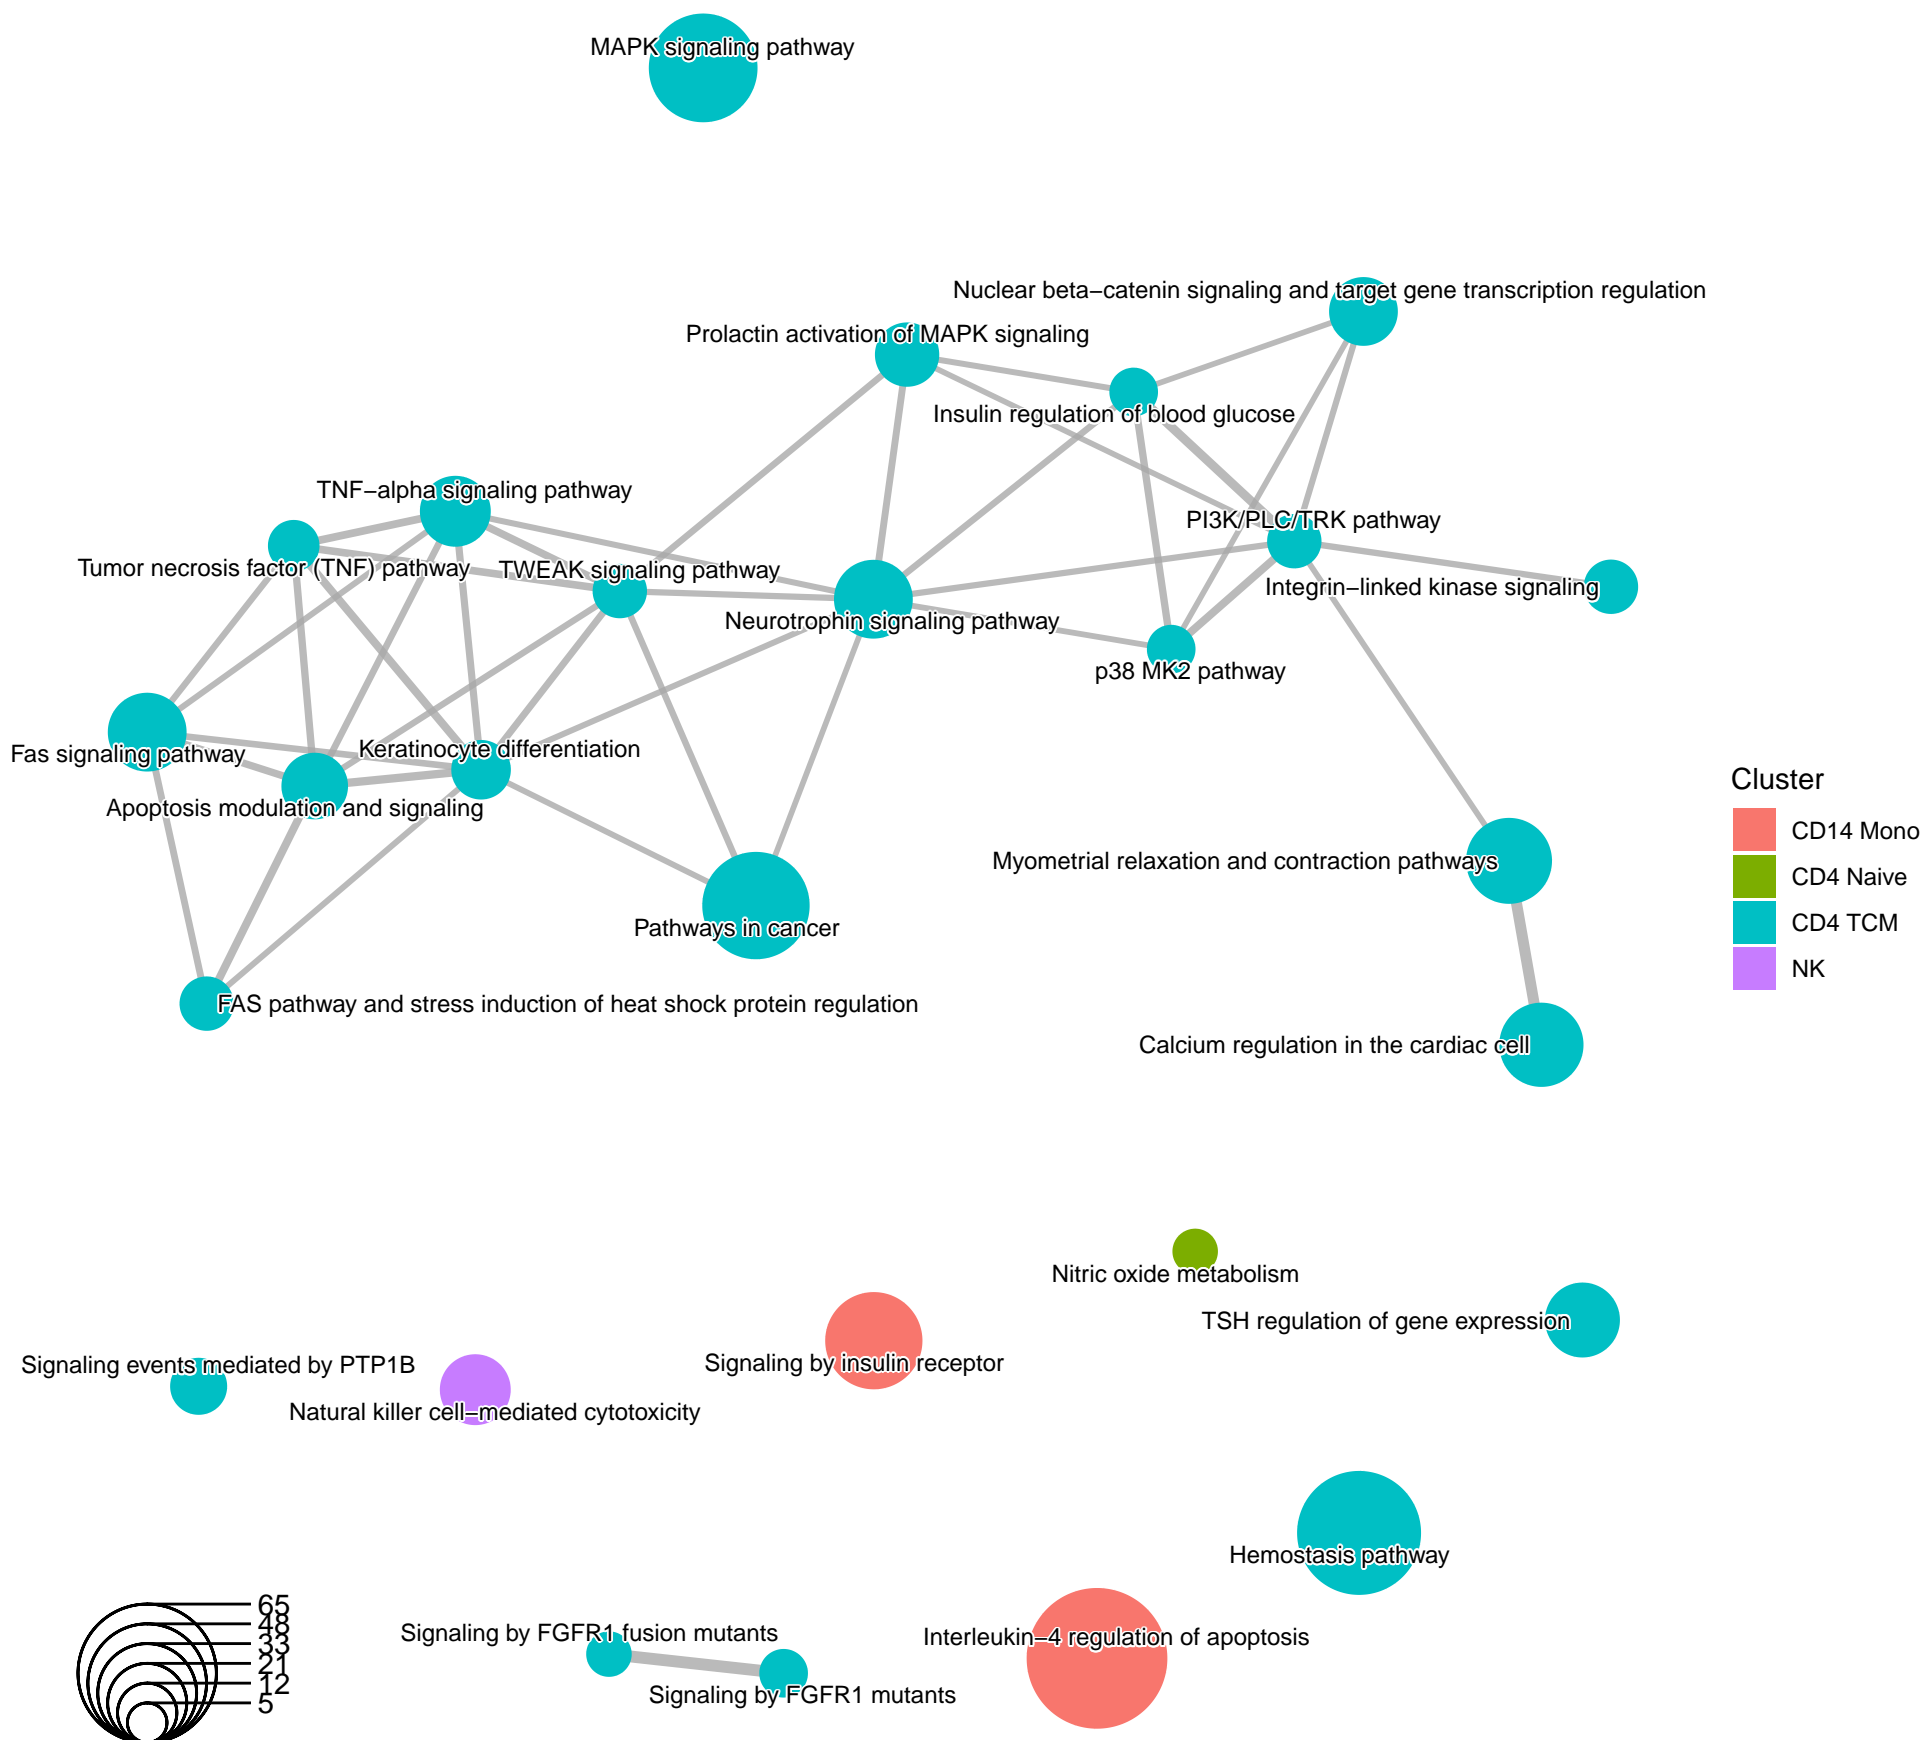 MAPK signaling pathway
Nuclear beta−catenin signaling and target gene transcription regulation
Prolactin activation of MAPK signaling
Insulin regulation of blood glucose
TNF−alpha signaling pathway
PI3K/PLC/TRK pathway
Tumor necrosis factor (TNF) pathway
TWEAK signaling pathway
Integrin−linked kinase signaling
Neurotrophin signaling pathway
p38 MK2 pathway
Fas signaling pathway
Keratinocyte differentiation
Apoptosis modulation and signaling
Cluster
CD14 Mono
CD4 Naive
CD4 TCM
NK
Myometrial relaxation and contraction pathways
Pathways in cancer
FAS pathway and stress induction of heat shock protein regulation
Calcium regulation in the cardiac cell
Nitric oxide metabolism
TSH regulation of gene expression
Signaling by insulin receptor
Signaling events mediated by PTP1B
Natural killer cell−mediated cytotoxicity
Hemostasis pathway
Signaling by FGFR1 fusion mutants
Interleukin−4 regulation of apoptosis
Signaling by FGFR1 mutants
65
48
33
21
12
5